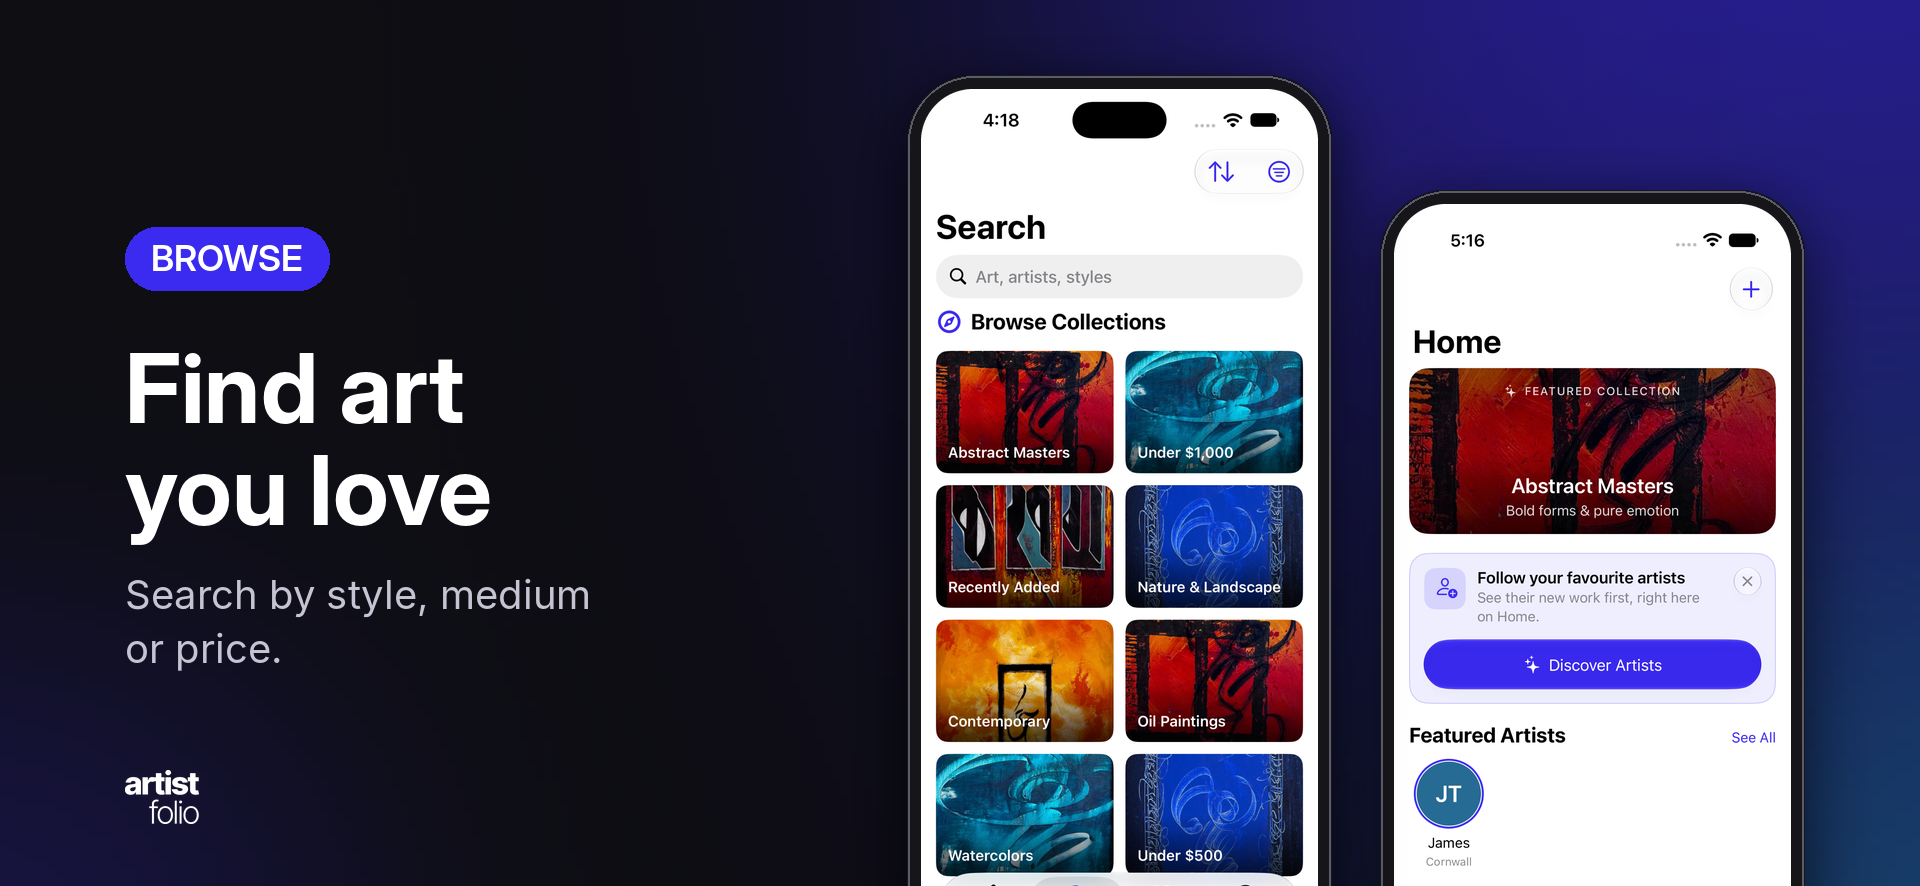 BROWSE
Find art
you love
Search by style, medium
or price.
artist
folio
4:18
Search
Art, artists, styles
Browse Collections
Abstract Masters
Under $1,000
Recently Added
Nature & Landscape
Contemporary
Oil Paintings
Watercolors
Under $500
5:16
Home
FEATURED COLLECTION
Abstract Masters
Bold forms & pure emotion
Follow your favourite artists
See their new work first, right here
on Home.
Discover Artists
Featured Artists
See All
JT
James
Cornwall